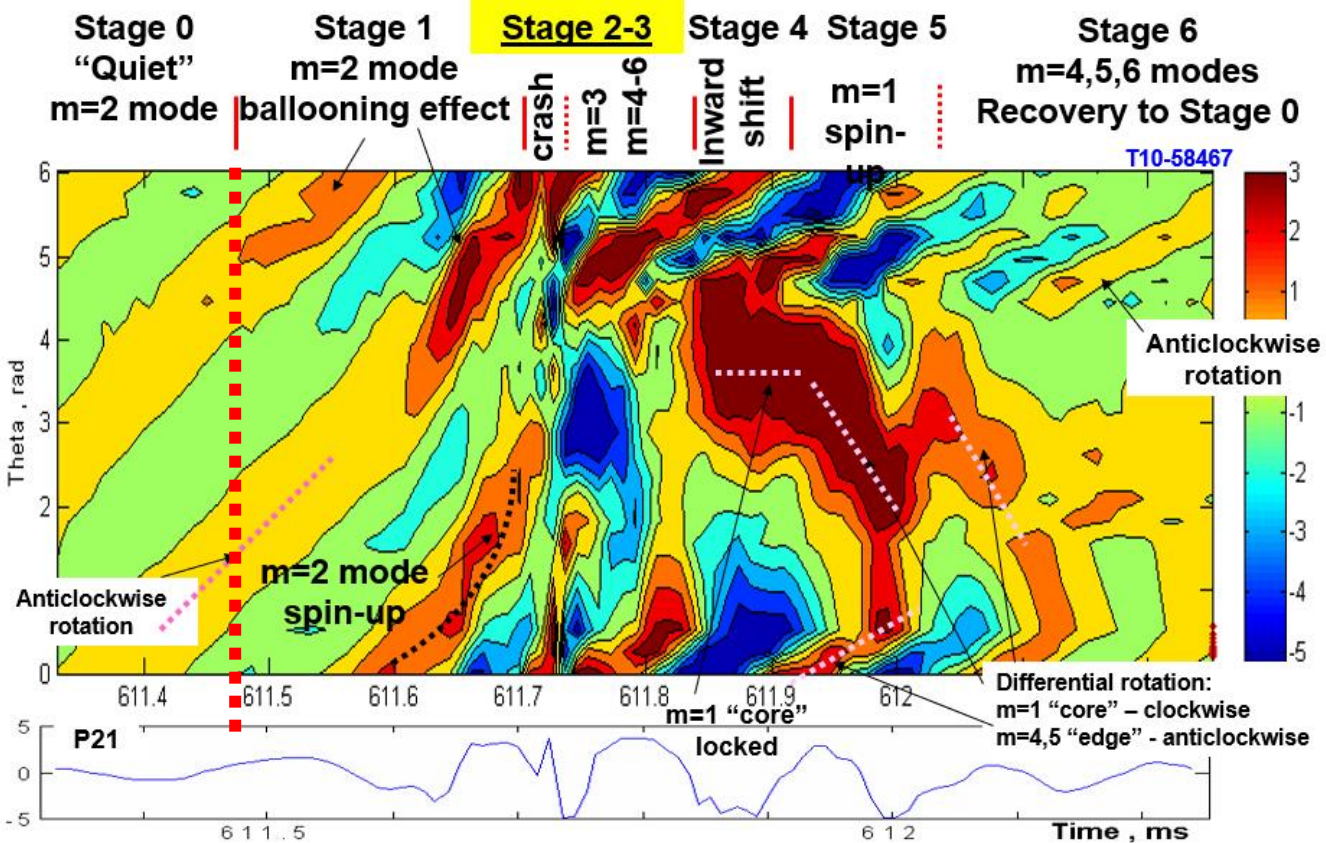 Stage 0
“Quiet”
m=2 mode
Stage 1
m=2 mode
ballooning effect
Stage 2-3
crash
m=3
m=4-6
Stage 4
Inward
shift
Stage 5
m=1
spin-
up
Stage 6
m=4,5,6 modes
Recovery to Stage 0
T10-58467
6
5
4
3
2
1
0
Theta , rad
3
2
1
-1
-2
-3
-4
-5
Anticlockwise
rotation
m=2 mode
spin-up
Anticlockwise
rotation
611.4
611.5
611.6
611.7
611.8
611.9
612
m=1 “core”
locked
Differential rotation:
m=1 “core” – clockwise
m=4,5 “edge” - anticlockwise
P21
5
0
-5
611..5
612
Time , ms